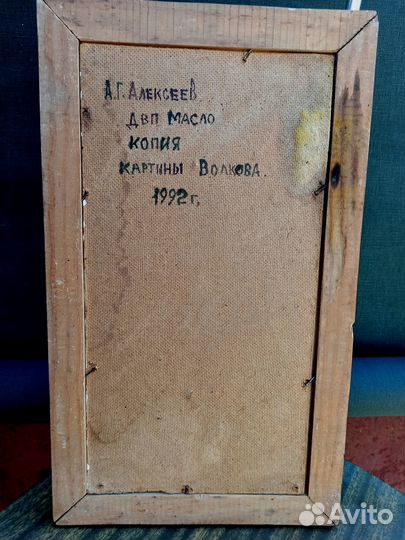 А.Г. АЛЕКСЕЕВ
ДВП МАСЛО
КОПИЯ
КАРТИНЫ ВОЛКОВА.
1992 г,
Avito